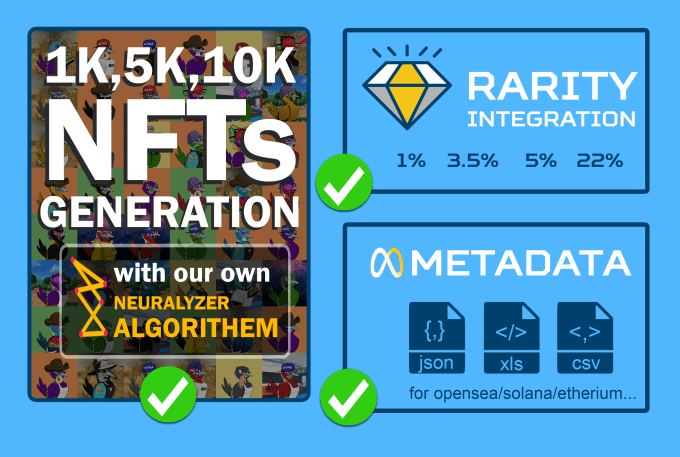 1K,5K,10K
NFTs
GENERATION
with our own
NEURALYZER
ALGORITHEM
RARITY
INTEGRATION
1% 3.5% 5% 22%
METADATA
{,} </> <,>
json xls csv
for opensea/solana/etherium...